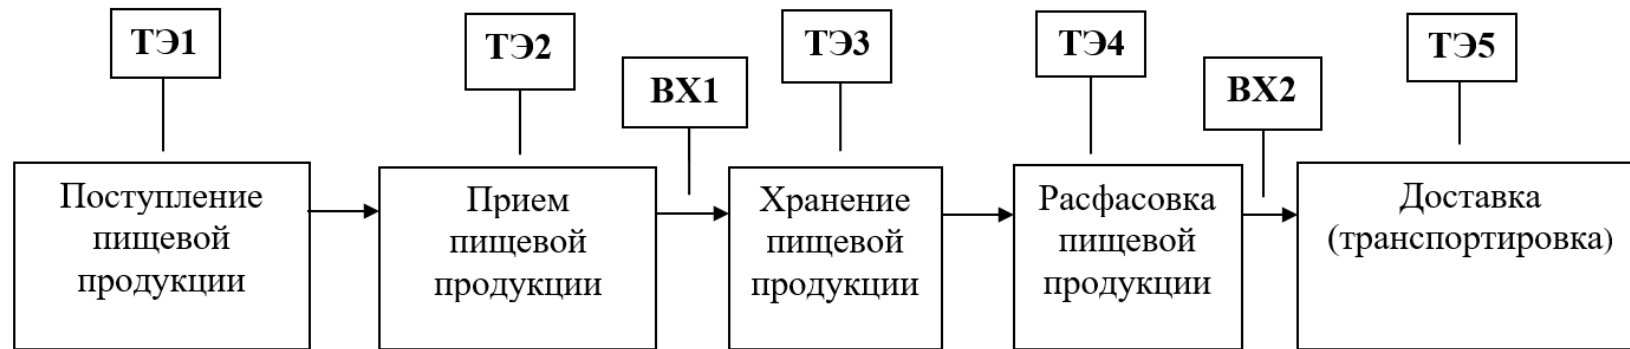 ТЭ1
ТЭ2
ВХ1
ТЭ3
ТЭ4
ВХ2
ТЭ5
Поступление
пищевой
продукции
Прием
пищевой
продукции
Хранение
пищевой
продукции
Расфасовка
пищевой
продукции
Доставка
(транспортировка)